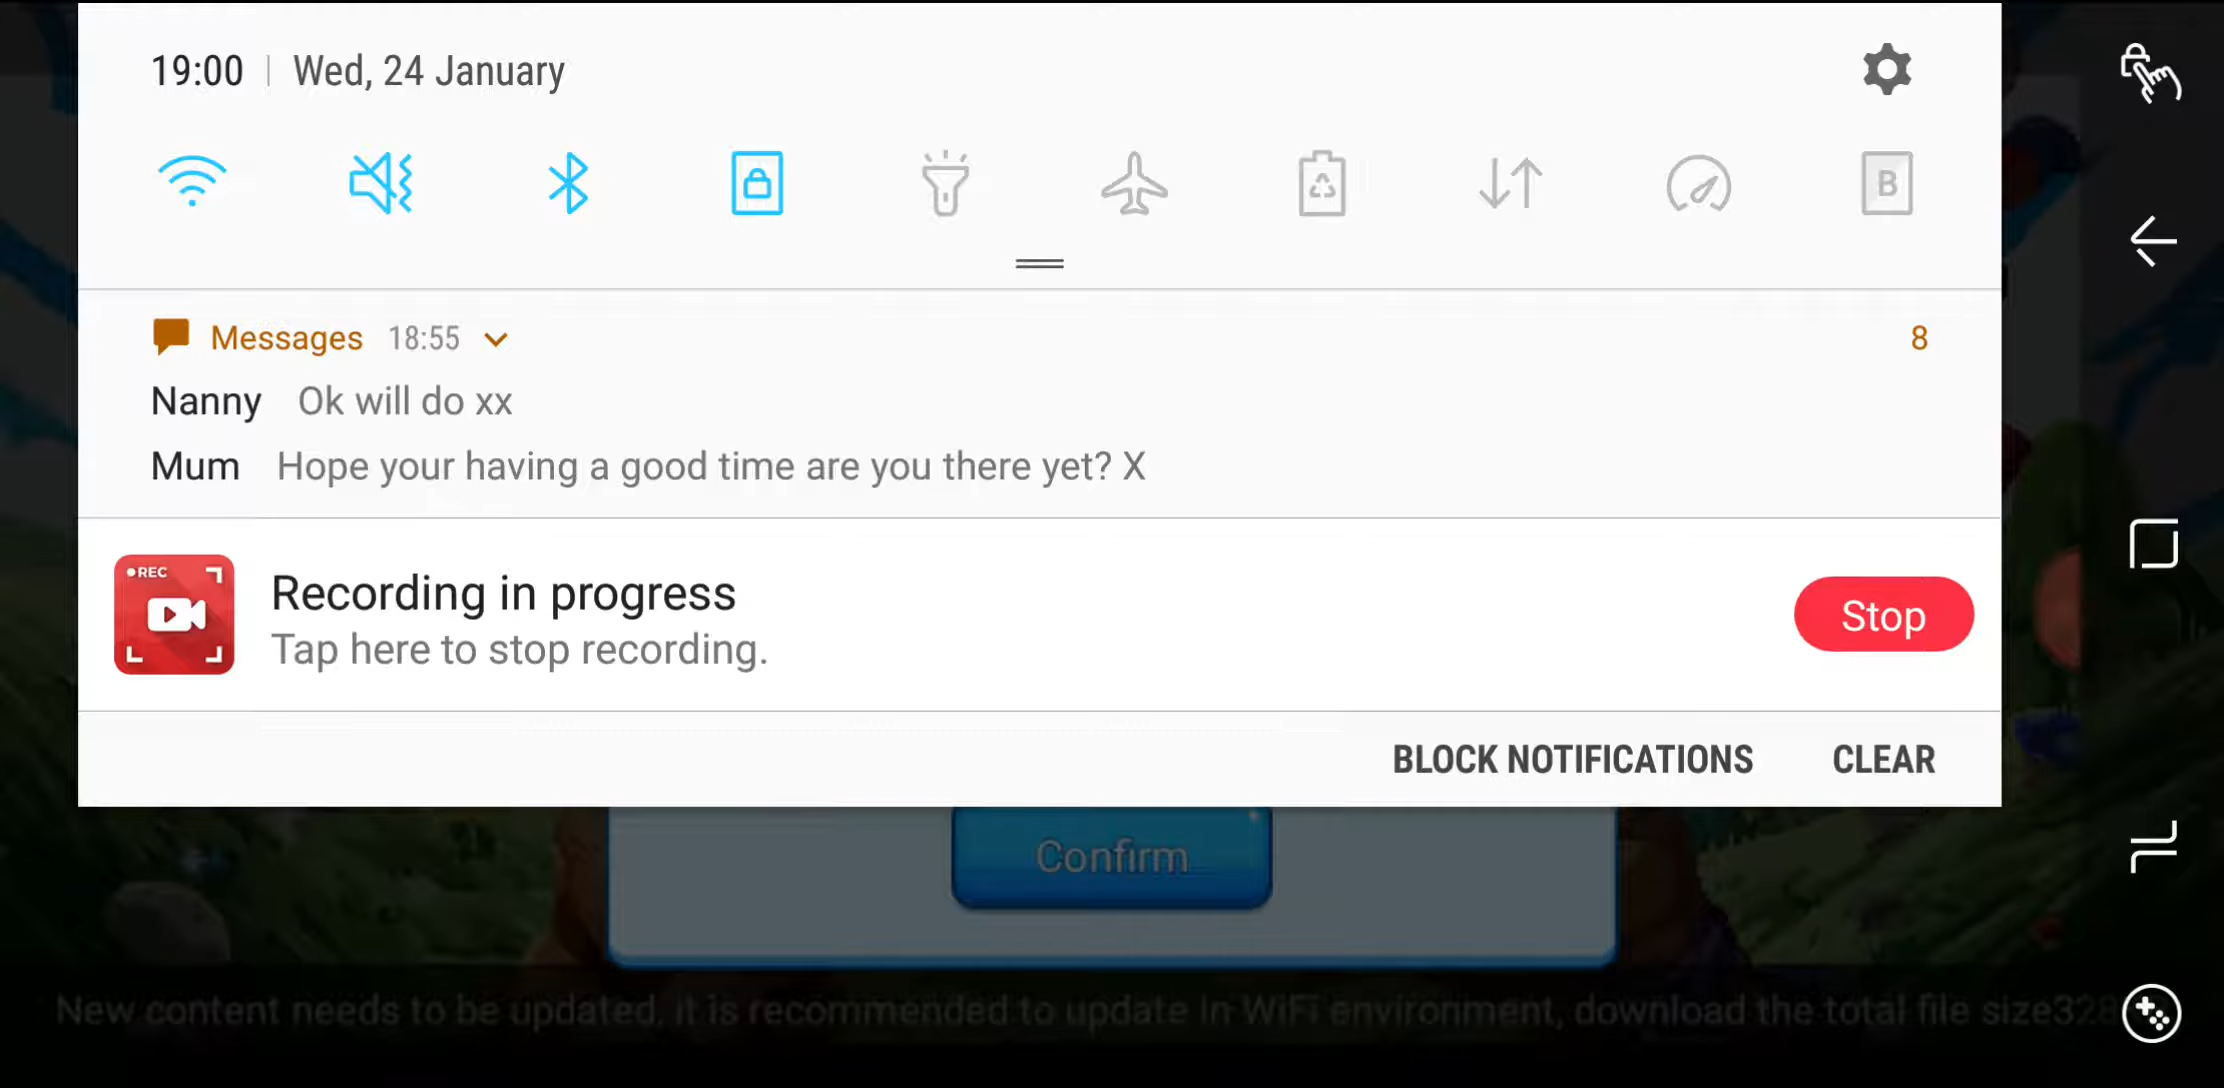 19:00 | Wed, 24 January
B
Messages 18:55 8
Nanny Ok will do xx
Mum Hope your having a good time are you there yet? X
REC
Recording in progress
Tap here to stop recording.
Stop
BLOCK NOTIFICATIONS CLEAR
Confirm
New content needs to be updated, it is recommended to update in WiFi environment, download the total file size328